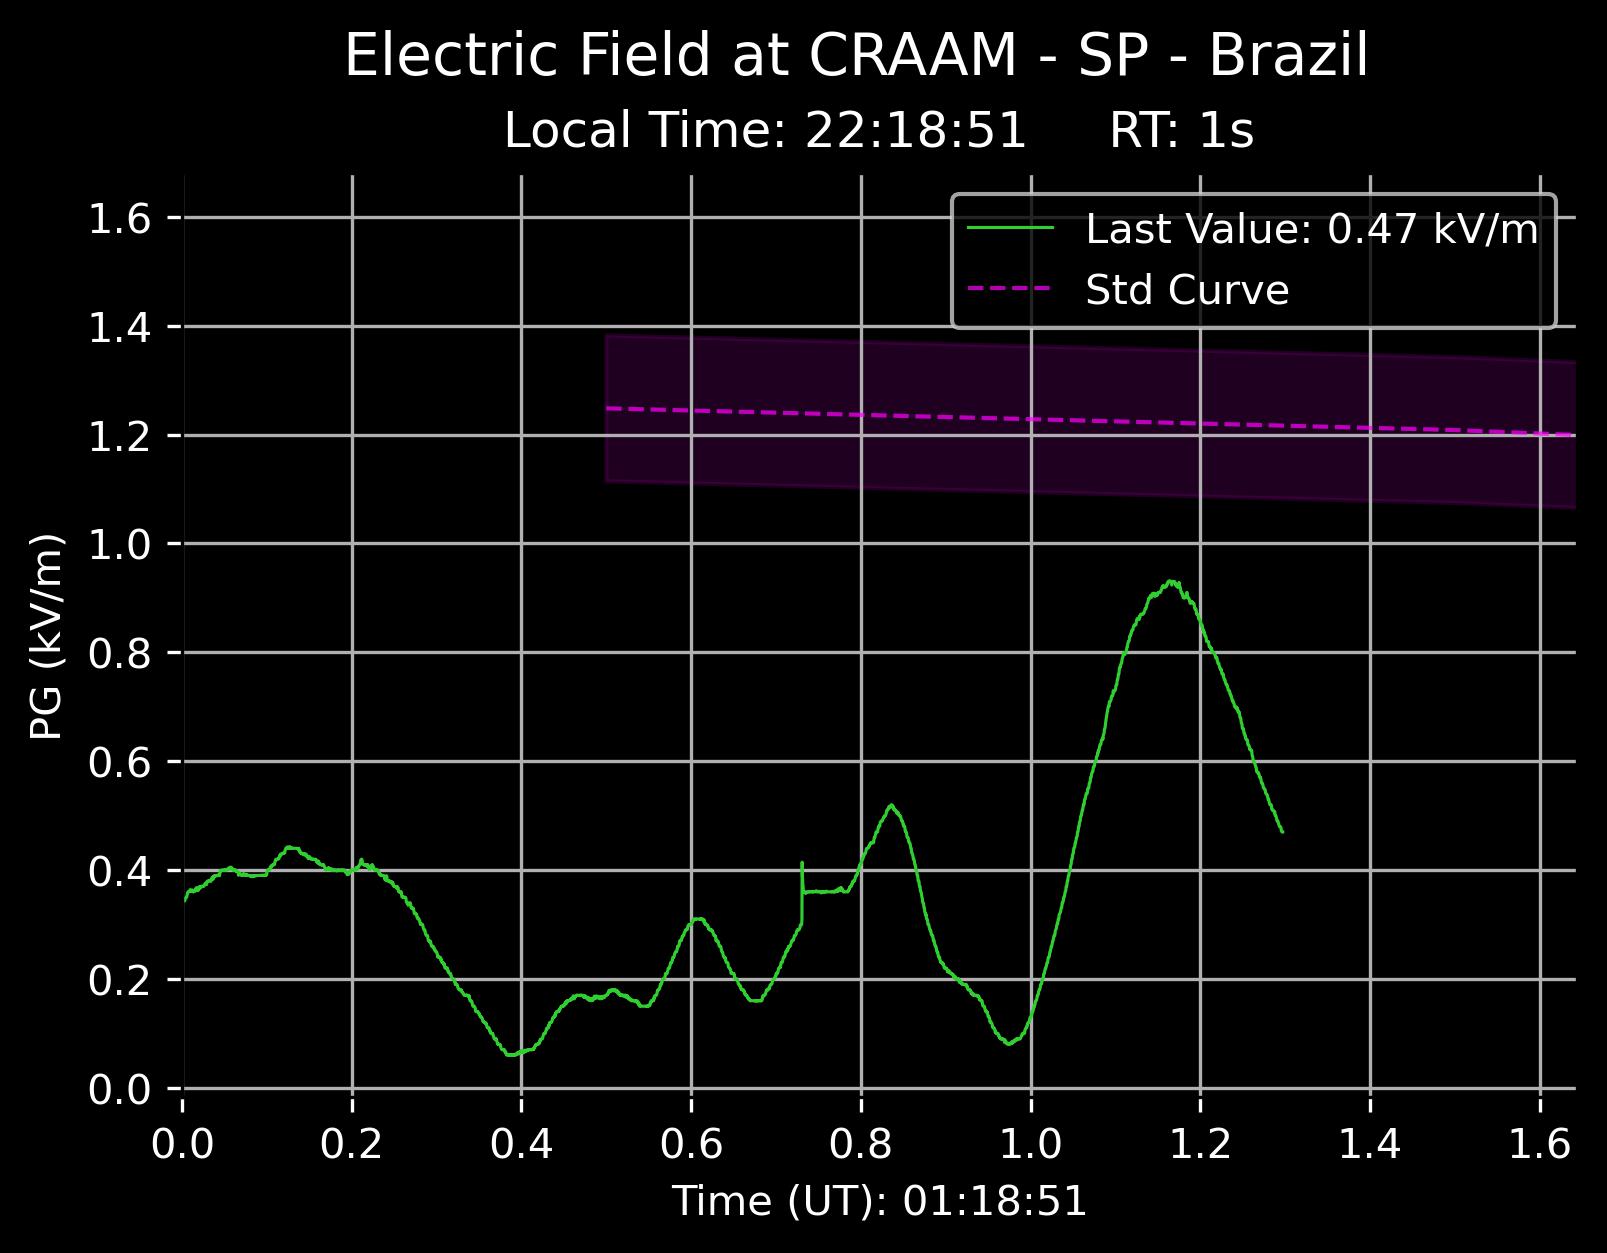 Electric Field at CRAAM - SP - Brazil
Local Time: 22:18:51 RT: 1s
Last Value: 0.47 kV/m
Std Curve
PG (kV/m)
1.6
1.4
1.2
1.0
0.8
0.6
0.4
0.2
0.0
0.0 0.2 0.4 0.6 0.8 1.0 1.2 1.4 1.6
Time (UT): 01:18:51